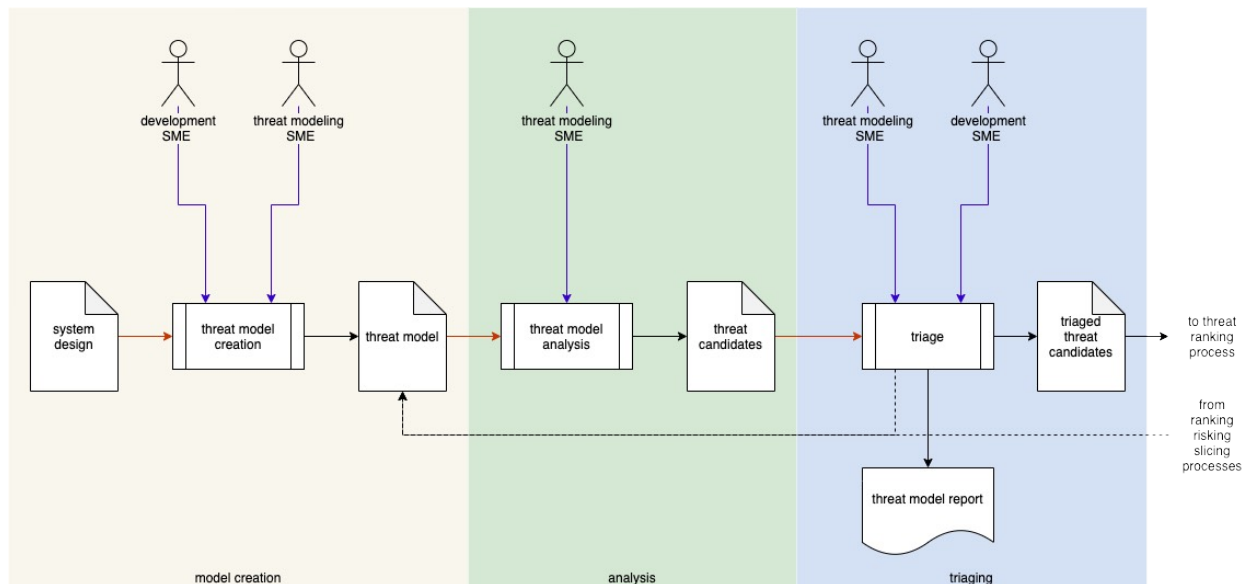 development
SME
threat modeling
SME
threat modeling
SME
threat modeling
SME
development
SME
system
design
threat model
creation
threat model
threat model
analysis
threat
candidates
triage
triaged
threat
candidates
to threat
ranking
process
from
ranking
risking
slicing
processes
threat model report
model creation
analysis
triaging